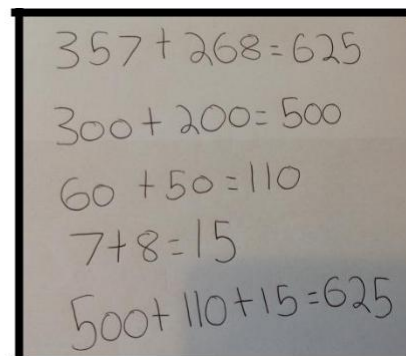 357 + 268 = 625
300 + 200 = 500
60 + 50 = 110
7 + 8 = 15
500 + 110 + 15 = 625